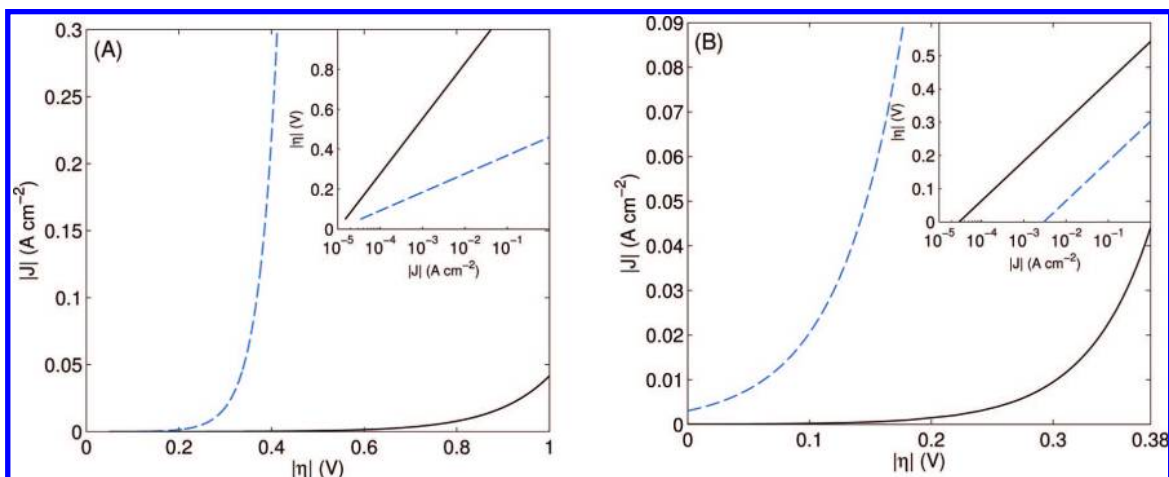 (A)
0.3
0.25
0.2
0.15
0.1
0.05
0
|J| (A cm⁻²)
0 0.2 0.4 0.6 0.8 1
|η| (V)
0.8
0.6
0.4
0.2
0
|η| (V)
10⁻⁵ 10⁻⁴ 10⁻³ 10⁻² 10⁻¹
|J| (A cm⁻²)
(B)
0.09
0.08
0.07
0.06
0.05
0.04
0.03
0.02
0.01
0
|J| (A cm⁻²)
0 0.1 0.2 0.3 0.38
|η| (V)
0.5
0.4
0.3
0.2
0.1
0
|η| (V)
10⁻⁵ 10⁻⁴ 10⁻³ 10⁻² 10⁻¹
|J| (A cm⁻²)